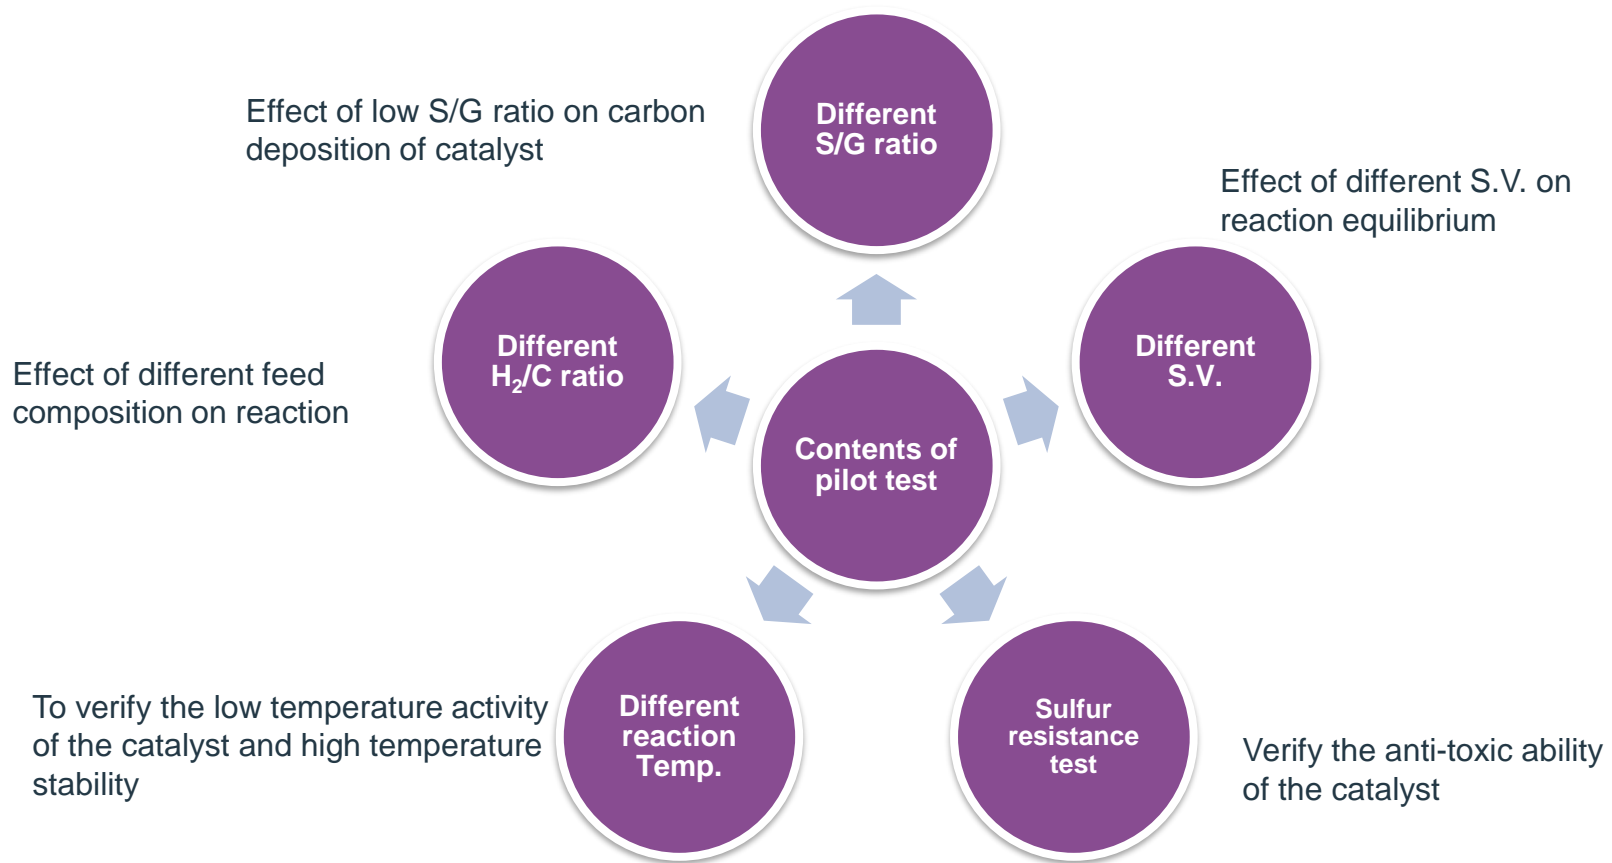 Different
S/G ratio
Effect of low S/G ratio on carbon
deposition of catalyst
Effect of different S.V. on
reaction equilibrium
Different
S.V.
Different
H₂/C ratio
Effect of different feed
composition on reaction
Contents of
pilot test
To verify the low temperature activity
of the catalyst and high temperature
stability
Different
reaction
Temp.
Sulfur
resistance
test
Verify the anti-toxic ability
of the catalyst